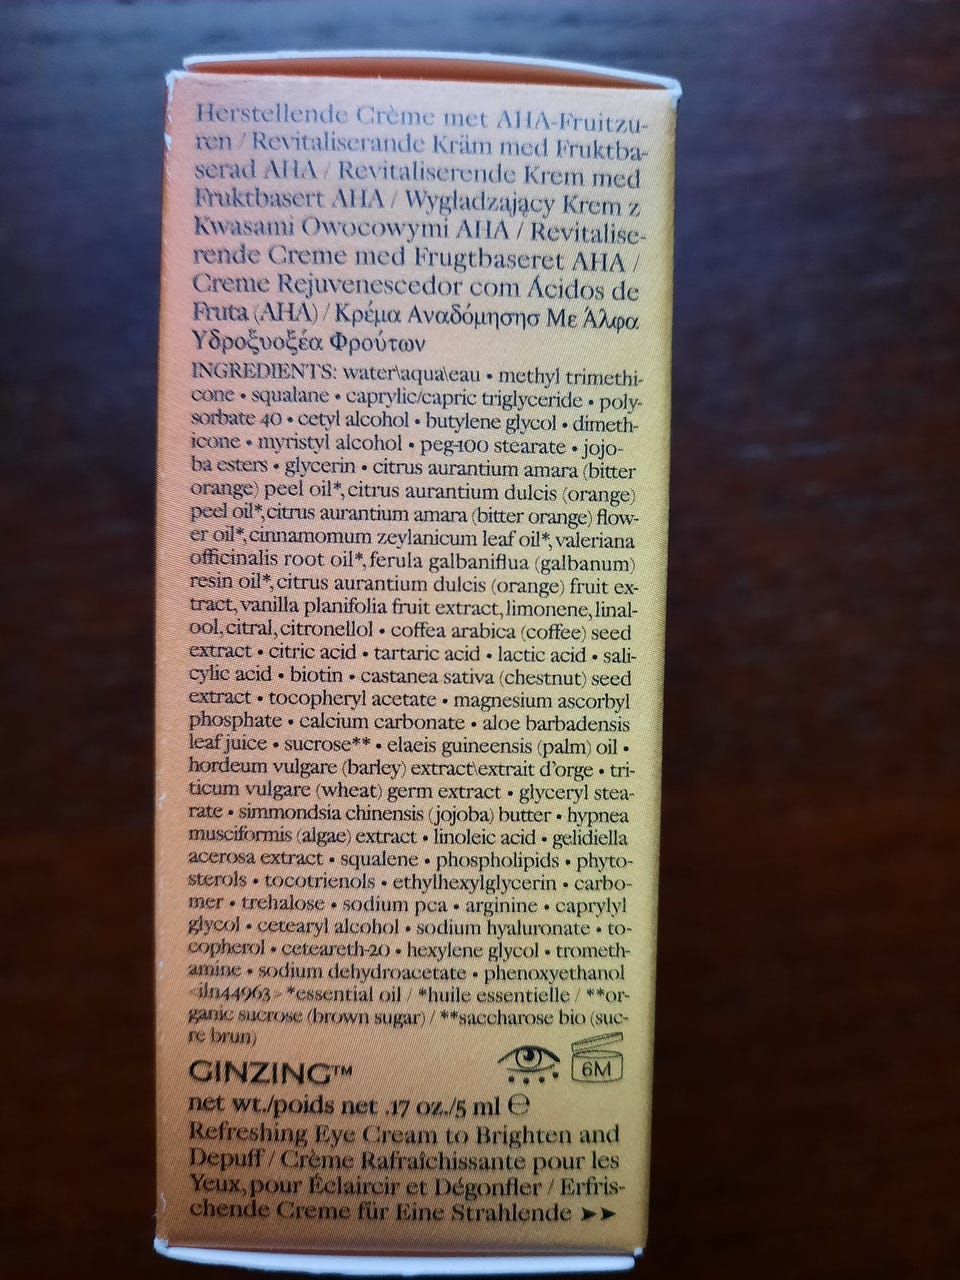 Herstellende Crème met AHA-Fruitzu-
ren / Revitaliserande Kräm med Fruktba-
serad AHA / Revitaliserende Krem med
Fruktbasert AHA / Wygładzający Krem z
Kwasami Owocowymi AHA / Revitalise-
rende Creme med Frugtbaseret AHA /
Creme Rejuvenescedor com Ácidos de
Fruta (AHA) / Κρέμα Αναδόμησησ Με Άλφα
Υδροξυοξέα Φρούτων
INGREDIENTS: water\aqua\eau • methyl trimethi-
cone • squalane • caprylic/capric triglyceride • poly-
sorbate 40 • cetyl alcohol • butylene glycol • dimeth-
icone • myristyl alcohol • peg-100 stearate • jojo-
ba esters • glycerin • citrus aurantium amara (bitter
orange) peel oil*, citrus aurantium dulcis (orange)
peel oil*, citrus aurantium amara (bitter orange) flow-
er oil*, cinnamomum zeylanicum leaf oil*, valeriana
officinalis root oil*, ferula galbaniflua (galbanum)
resin oil*, citrus aurantium dulcis (orange) fruit ex-
tract, vanilla planifolia fruit extract, limonene, linal-
ool, citral, citronellol • coffea arabica (coffee) seed
extract • citric acid • tartaric acid • lactic acid • sali-
cylic acid • biotin • castanea sativa (chestnut) seed
extract • tocopheryl acetate • magnesium ascorbyl
phosphate • calcium carbonate • aloe barbadensis
leaf juice • sucrose** • elaeis guineensis (palm) oil •
hordeum vulgare (barley) extract\extrait d'orge • tri-
ticum vulgare (wheat) germ extract • glyceryl stea-
rate • simmondsia chinensis (jojoba) butter • hypnea
musciformis (algae) extract • linoleic acid • gelidiella
acerosa extract • squalene • phospholipids • phyto-
sterols • tocotrienols • ethylhexylglycerin • carbo-
mer • trehalose • sodium pca • arginine • caprylyl
glycol • cetearyl alcohol • sodium hyaluronate • to-
copherol • ceteareth-20 • hexylene glycol • trometh-
amine • sodium dehydroacetate • phenoxyethanol
<iln44963> *essential oil / *huile essentielle / **or-
ganic sucrose (brown sugar) / **saccharose bio (suc-
re brun)
GINZING™
6M
net wt./poids net .17 oz./5 ml ℮
Refreshing Eye Cream to Brighten and
Depuff / Crème Rafraîchissante pour les
Yeux, pour Éclaircir et Dégonfler / Erfris-
chende Creme für Eine Strahlende ➤➤